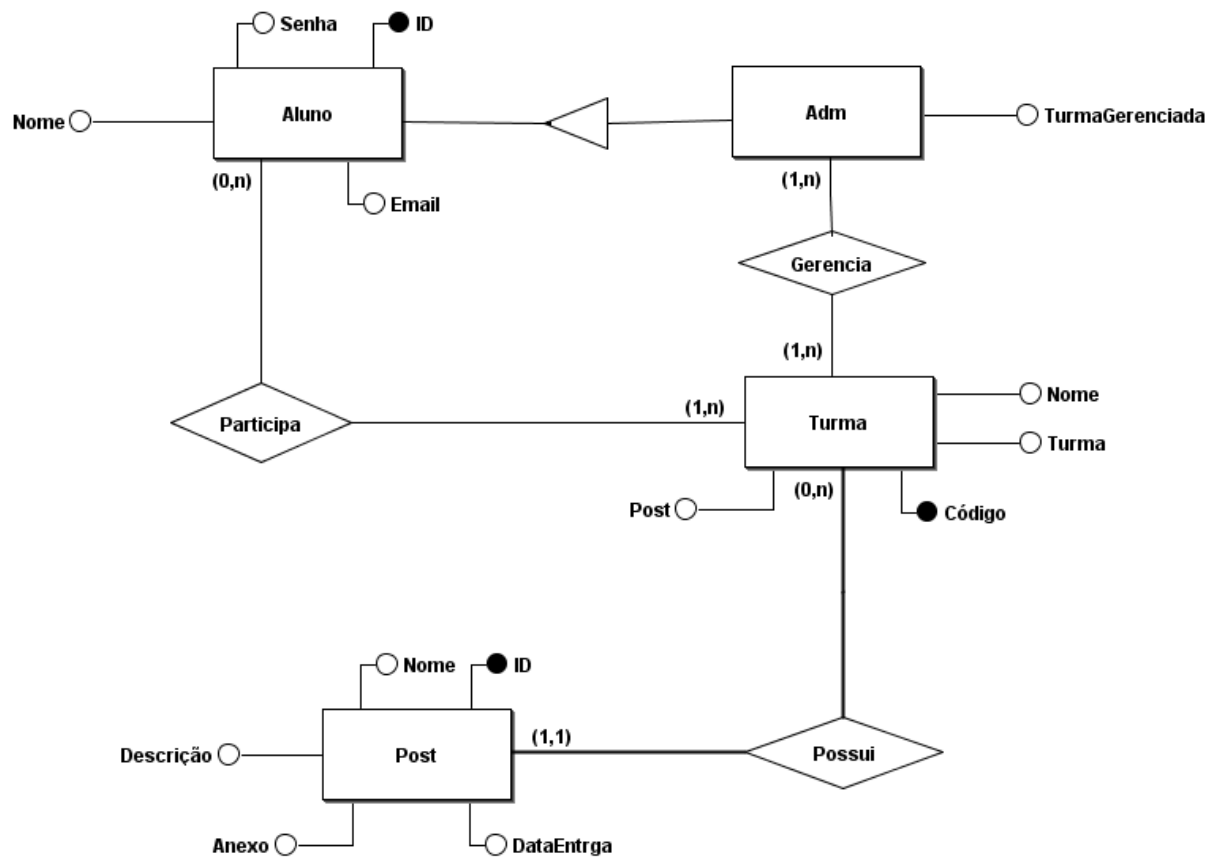 Senha
ID
Nome
Aluno
Adm
TurmaGerenciada
(0,n)
(1,n)
Email
Gerencia
(1,n)
Nome
Participa
(1,n)
Turma
Turma
(0,n)
Post
Código
Nome
ID
(1,1)
Descrição
Post
Possui
Anexo
DataEntrga